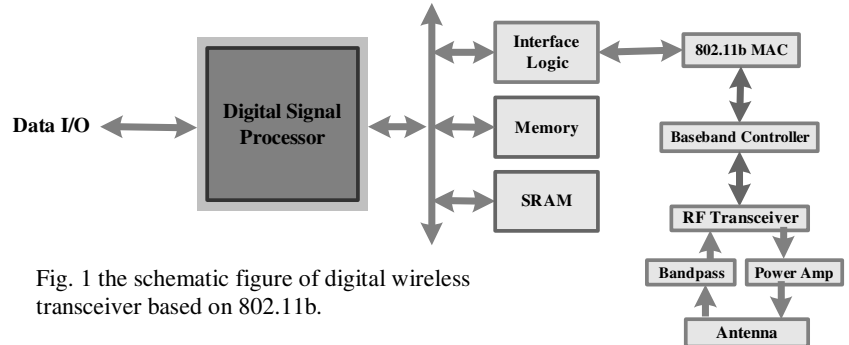 Data I/O
Digital Signal
Processor
Interface
Logic
Memory
SRAM
802.11b MAC
Baseband Controller
RF Transceiver
Bandpass
Power Amp
Antenna
Fig. 1 the schematic figure of digital wireless
transceiver based on 802.11b.